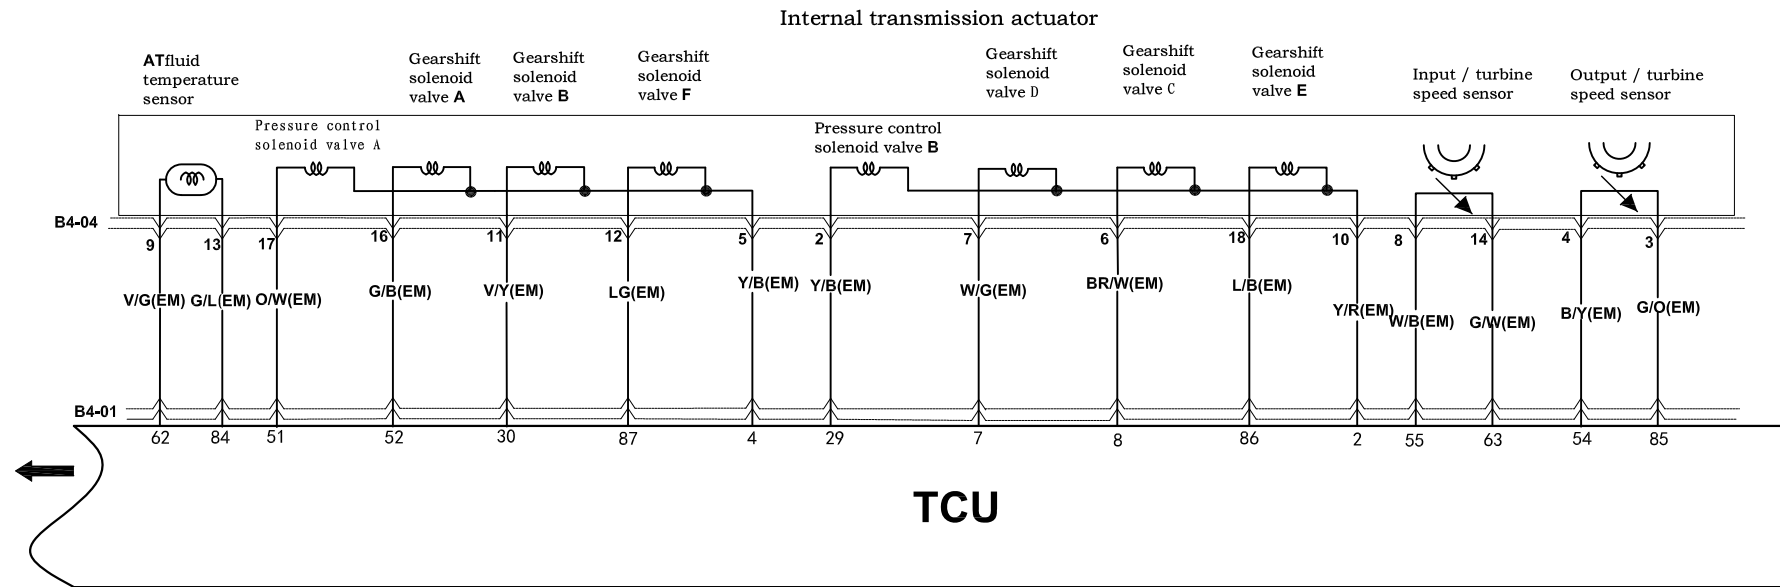 Internal transmission actuator
ATfluid
temperature
sensor
Gearshift
solenoid
valve A
Gearshift
solenoid
valve B
Gearshift
solenoid
valve F
Gearshift
solenoid
valve D
Gearshift
solenoid
valve C
Gearshift
solenoid
valve E
Input / turbine
speed sensor
Output / turbine
speed sensor
Pressure control
solenoid valve A
Pressure control
solenoid valve B
B4-04
9 13 17 16 11 12 5 2 7 6 18 10 8 14 4 3
V/G(EM) G/L(EM) O/W(EM) G/B(EM) V/Y(EM) LG(EM) Y/B(EM) Y/B(EM) W/G(EM) BR/W(EM) L/B(EM) Y/R(EM) W/B(EM) G/W(EM) B/Y(EM) G/O(EM)
B4-01
62 84 51 52 30 87 4 29 7 8 86 2 55 63 54 85
TCU